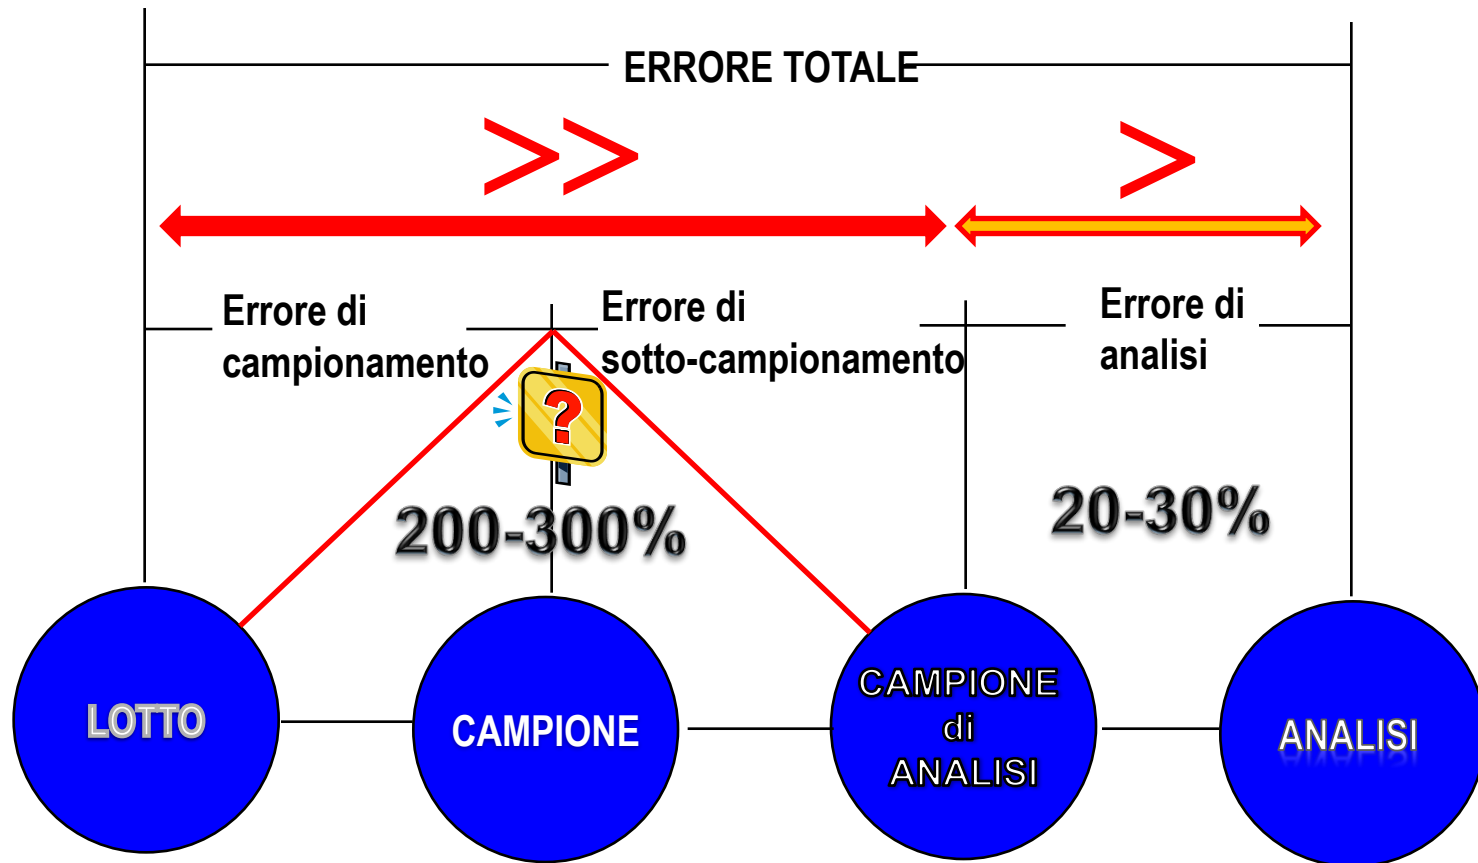 ERRORE TOTALE
>>
>
Errore di
campionamento
Errore di
sotto-campionamento
Errore di
analisi
?
200-300%
20-30%
LOTTO
CAMPIONE
CAMPIONE
di
ANALISI
ANALISI